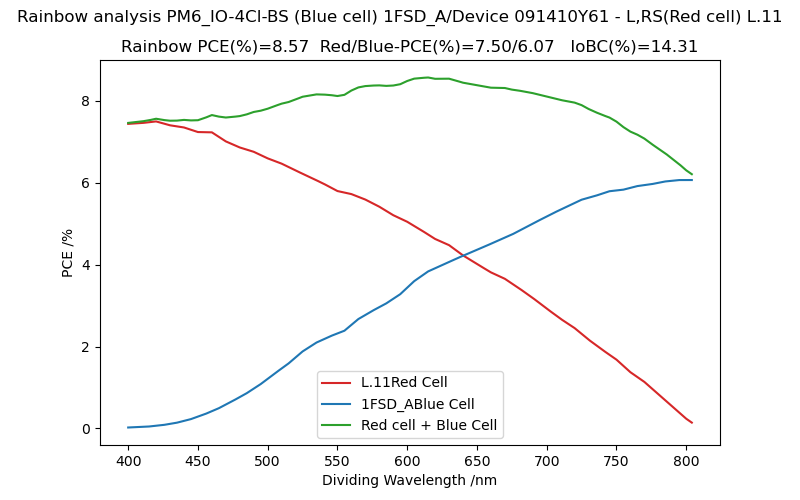 Rainbow analysis PM6_IO-4Cl-BS (Blue cell) 1FSD_A/Device 091410Y61 - L,RS(Red cell) L.11
Rainbow PCE(%)=8.57  Red/Blue-PCE(%)=7.50/6.07   IoBC(%)=14.31
PCE /%
8
6
4
2
0
L.11Red Cell
1FSD_ABlue Cell
Red cell + Blue Cell
400 450 500 550 600 650 700 750 800
Dividing Wavelength /nm